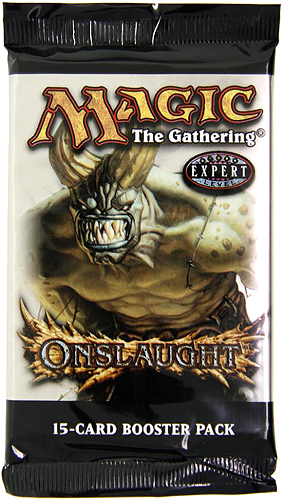 MAGIC
The Gathering®
EXPERT
LEVEL
ONSLAUGHT
15-CARD BOOSTER PACK